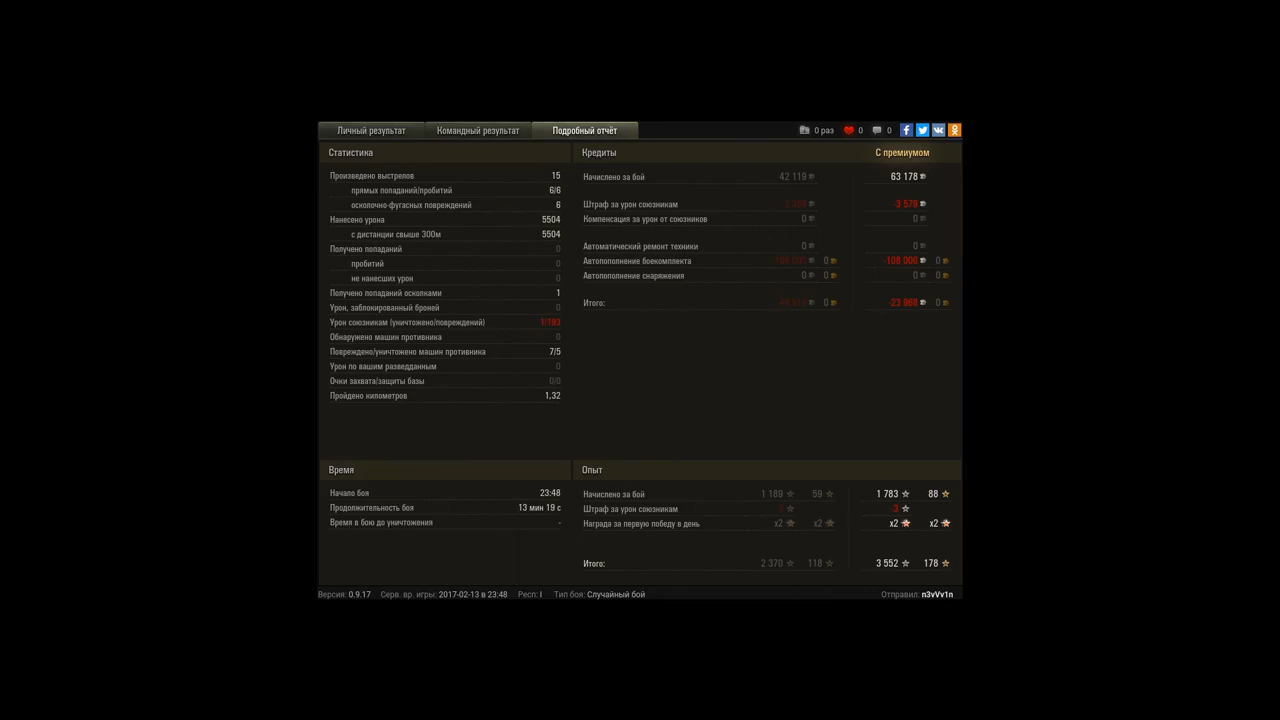 Личный результат Командный результат Подробный отчёт 0 раз 0 0
Статистика
Произведено выстрелов 15
прямых попаданий/пробитий 6/6
осколочно-фугасных повреждений 6
Нанесено урона 5504
с дистанции свыше 300м 5504
Получено попаданий 0
пробитий 0
не нанесших урон 0
Получено попаданий осколками 1
Урон, заблокированный броней 0
Урон союзникам (уничтожено/повреждений) 1/193
Обнаружено машин противника 0
Повреждено/уничтожено машин противника 7/5
Урон по вашим разведданным 0
Очки захвата/защиты базы 0/0
Пройдено километров 1,32
Кредиты С премиумом
Начислено за бой 42 119 63 178
Штраф за урон союзникам -3 579
Компенсация за урон от союзников 0 0
Автоматический ремонт техники 0 0
Автопополнение боекомплекта 0 -108 000 0
Автопополнение снаряжения 0 0 0 0
Итого: 0 0
Время
Начало боя 23:48
Продолжительность боя 13 мин 19 с
Время в бою до уничтожения -
Опыт
Начислено за бой 1 189 59 1 783 88
Штраф за урон союзникам
Награда за первую победу в день x2 x2 x2 x2
Итого: 2 370 118 3 552 178
Версия: 0.9.17 Серв. вр. игры: 2017-02-13 в 23:48 Респ: I Тип боя: Случайный бой Отправил: n3vVv1n